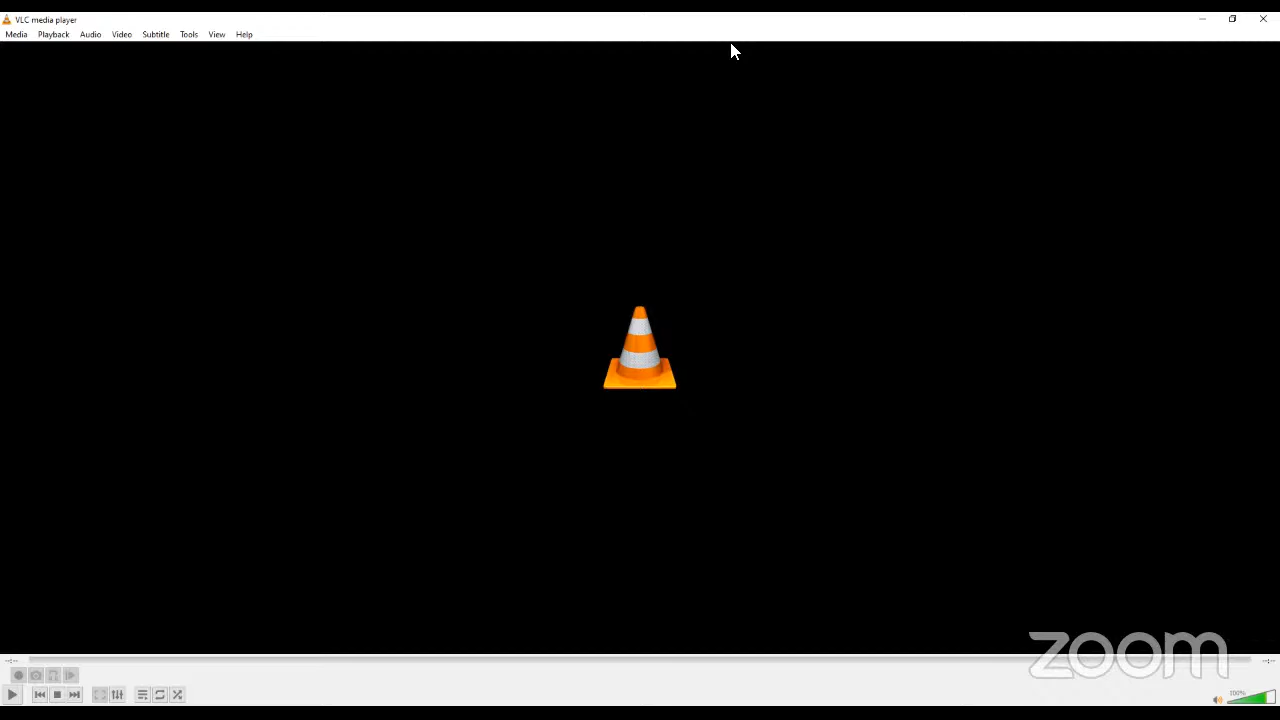 VLC media player
Media Playback Audio Video Subtitle Tools View Help
zoom
--:--
--:--
100%